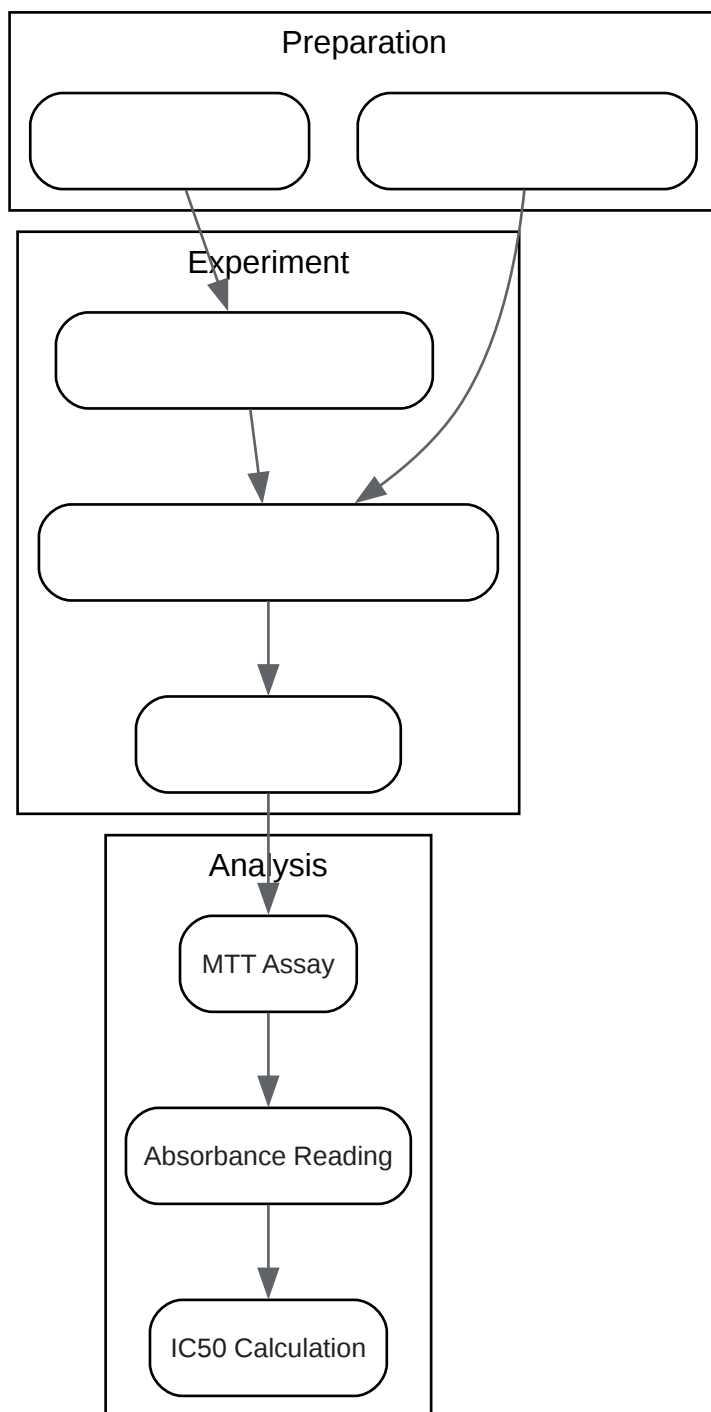 Preparation
Experiment
Analysis
MTT Assay
Absorbance Reading
IC50 Calculation